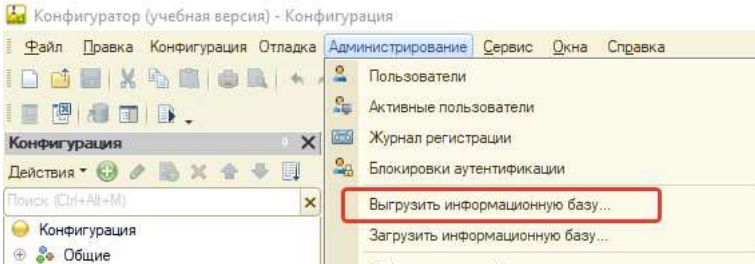 Конфигуратор (учебная версия) - Конфигурация
Файл Правка Конфигурация Отладка Администрирование Сервис Окна Справка
Пользователи
Активные пользователи
Журнал регистрации
Блокировки аутентификации
Выгрузить информационную базу...
Загрузить информационную базу...
Конфигурация
Действия
Поиск (Ctrl+Alt+M)
Конфигурация
Общие